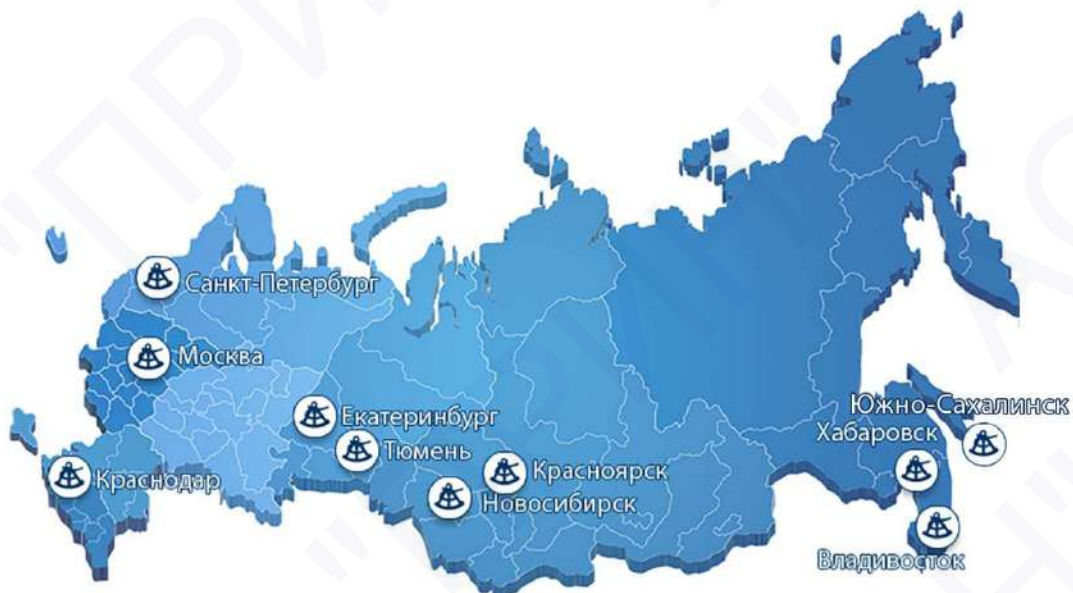 Санкт-Петербург
Москва
Екатеринбург
Тюмень
Краснодар
Красноярск
Новосибирск
Южно-Сахалинск
Хабаровск
Владивосток